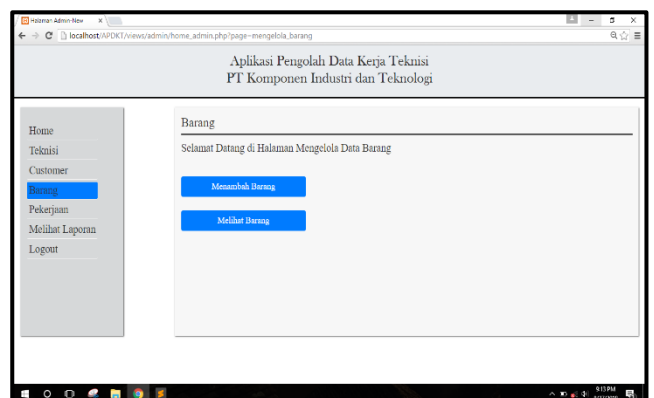 Halaman Admin-New
localhost/APDKT/views/admin/home_admin.php?page=mengelola_barang
Aplikasi Pengolah Data Kerja Teknisi
PT Komponen Industri dan Teknologi
Home
Teknisi
Customer
Barang
Pekerjaan
Melihat Laporan
Logout
Barang
Selamat Datang di Halaman Mengelola Data Barang
Menambah Barang
Melihat Barang
9:13 PM